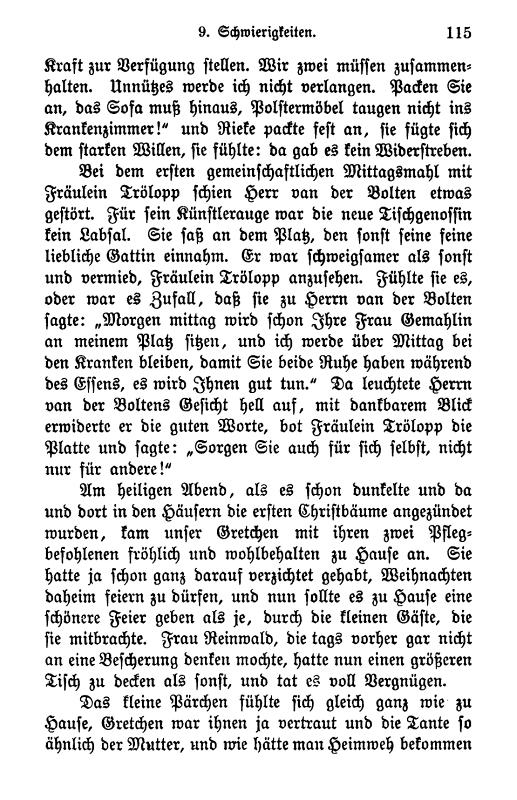 9. Schwierigkeiten. 115
Kraft zur Verfügung stellen. Wir zwei müssen zusammen=
halten. Unnützes werde ich nicht verlangen. Packen Sie
an, das Sofa muß hinaus, Polstermöbel taugen nicht ins
Krankenzimmer!“ und Rieke packte fest an, sie fügte sich
dem starken Willen, sie fühlte: da gab es kein Widerstreben.
Bei dem ersten gemeinschaftlichen Mittagsmahl mit
Fräulein Trölopp schien Herr van der Bolten etwas
gestört. Für sein Künstlerauge war die neue Tischgenossin
kein Labsal. Sie saß an dem Platz, den sonst seine feine
liebliche Gattin einnahm. Er war schweigsamer als sonst
und vermied, Fräulein Trölopp anzusehen. Fühlte sie es,
oder war es Zufall, daß sie zu Herrn van der Bolten
sagte: „Morgen mittag wird schon Ihre Frau Gemahlin
an meinem Platz sitzen, und ich werde über Mittag bei
den Kranken bleiben, damit Sie beide Ruhe haben während
des Essens, es wird Ihnen gut tun.“ Da leuchtete Herrn
van der Boltens Gesicht hell auf, mit dankbarem Blick
erwiderte er die guten Worte, bot Fräulein Trölopp die
Platte und sagte: „Sorgen Sie auch für sich selbst, nicht
nur für andere!“
Am heiligen Abend, als es schon dunkelte und da
und dort in den Häusern die ersten Christbäume angezündet
wurden, kam unser Gretchen mit ihren zwei Pfleg=
befohlenen fröhlich und wohlbehalten zu Hause an. Sie
hatte ja schon ganz darauf verzichtet gehabt, Weihnachten
daheim feiern zu dürfen, und nun sollte es zu Hause eine
schönere Feier geben als je, durch die kleinen Gäste, die
sie mitbrachte. Frau Reinwald, die tags vorher gar nicht
an eine Bescherung denken mochte, hatte nun einen größeren
Tisch zu decken als sonst, und tat es voll Vergnügen.
Das kleine Pärchen fühlte sich gleich ganz wie zu
Hause, Gretchen war ihnen ja vertraut und die Tante so
ähnlich der Mutter, und wie hätte man Heimweh bekommen